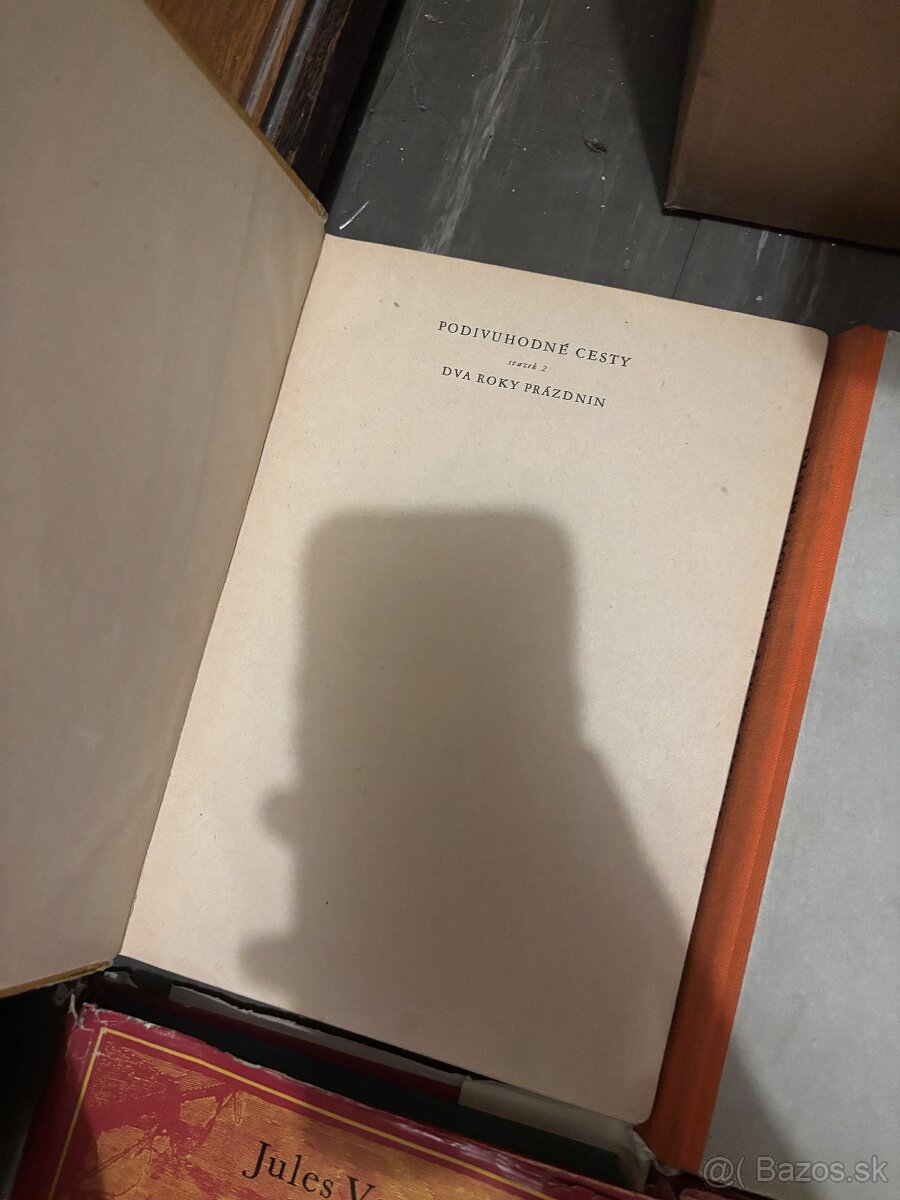 PODIVUHODNÉ CESTY
svazek 2
DVA ROKY PRÁZDNIN
Jules V
@( Bazos.sk